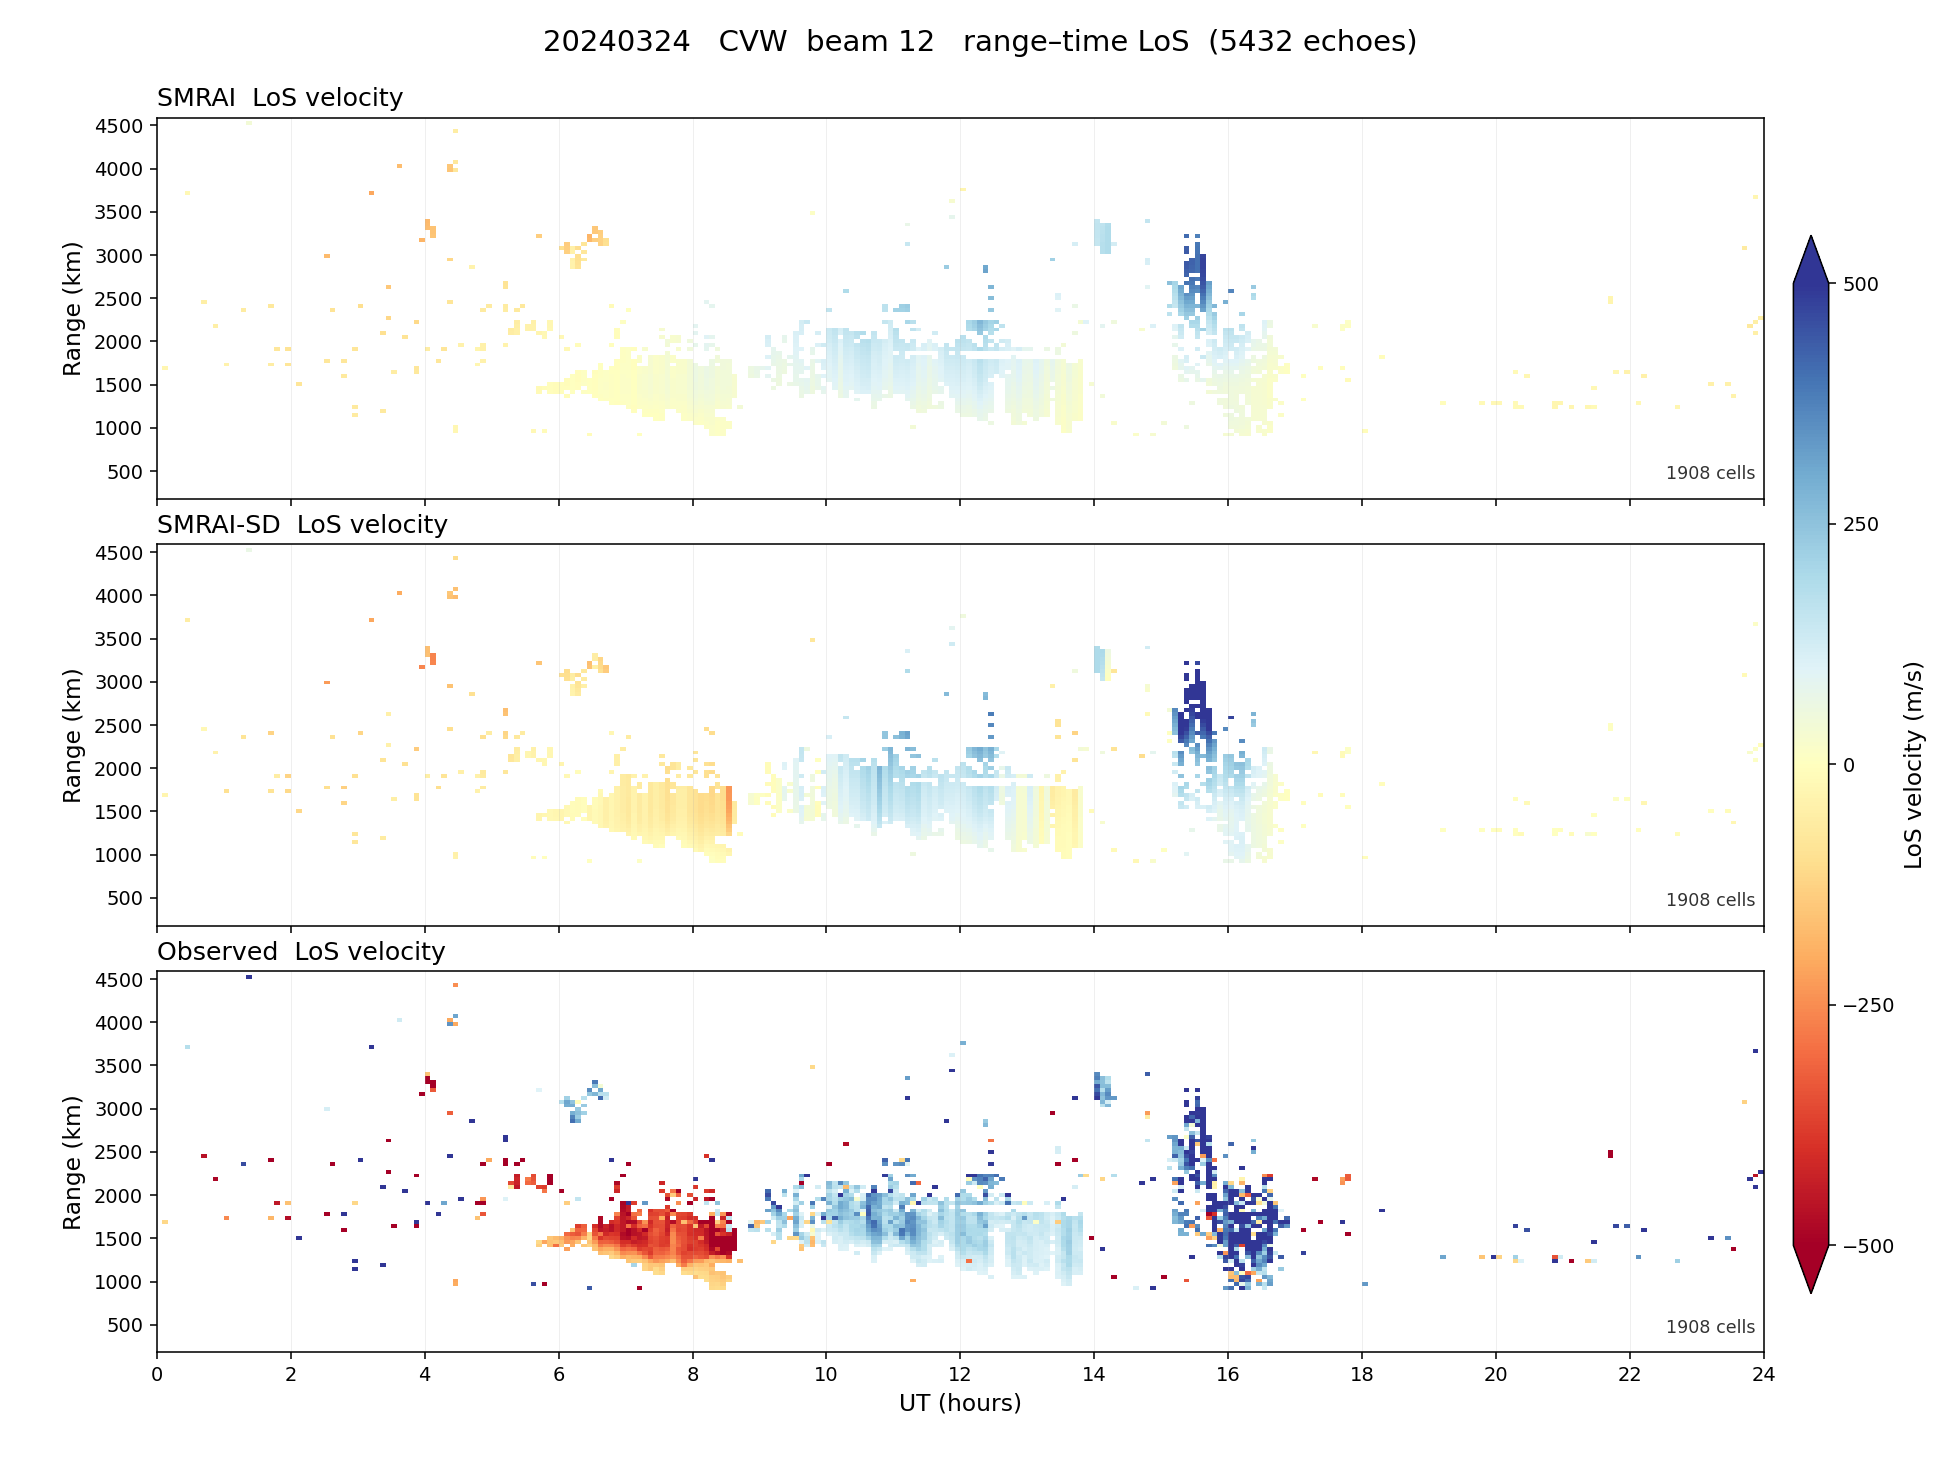 20240324   CVW  beam 12   range–time LoS  (5432 echoes)
SMRAI  LoS velocity
4500
4000
3500
3000
2500
2000
1500
1000
500
Range (km)
1908 cells
SMRAI-SD  LoS velocity
4500
4000
3500
3000
2500
2000
1500
1000
500
Range (km)
1908 cells
Observed  LoS velocity
4500
4000
3500
3000
2500
2000
1500
1000
500
Range (km)
1908 cells
0 2 4 6 8 10 12 14 16 18 20 22 24
UT (hours)
500
250
0
−250
−500
LoS velocity (m/s)